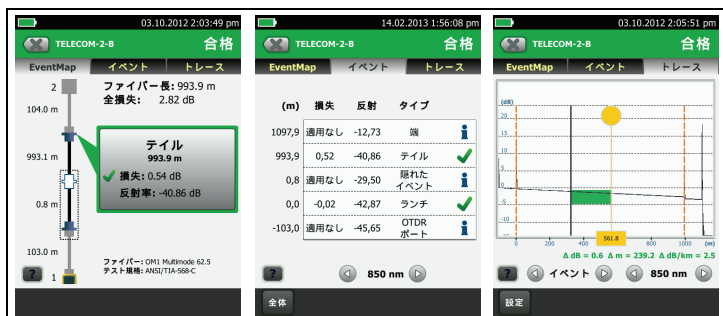 03.10.2012 2:03:49 pm
TELECOM-2-B 合格
EventMap イベント トレース
2
ファイバー長: 993.9 m
全損失: 2.82 dB
104.0 m
テイル
993.9 m
993.1 m
損失: 0.54 dB
反射率: -40.86 dB
0.8 m
103.0 m
ファイバー: OM1 Multimode 62.5
テスト規格: ANSI/TIA-568-C
? 1
14.02.2013 1:56:08 pm
TELECOM-2-B 合格
EventMap イベント トレース
(m) 損失 反射 タイプ
1097,9 適用なし -12,73 端
993,9 0,52 -40,86 テイル
0,8 適用なし -29,50 隠れた イベント
0,0 -0,02 -42,87 ランチ
-103,0 適用なし -45,65 OTDR ポート
? 850 nm
全体
03.10.2012 2:05:51 pm
TELECOM-2-B 合格
EventMap イベント トレース
(dB)
20
15
10
5
0
-5
-10
0 200 400 561.8 800 1000 (m)
Δ dB = 0.6 Δ m = 239.2 Δ dB/km = 2.5
? イベント 850 nm
設定